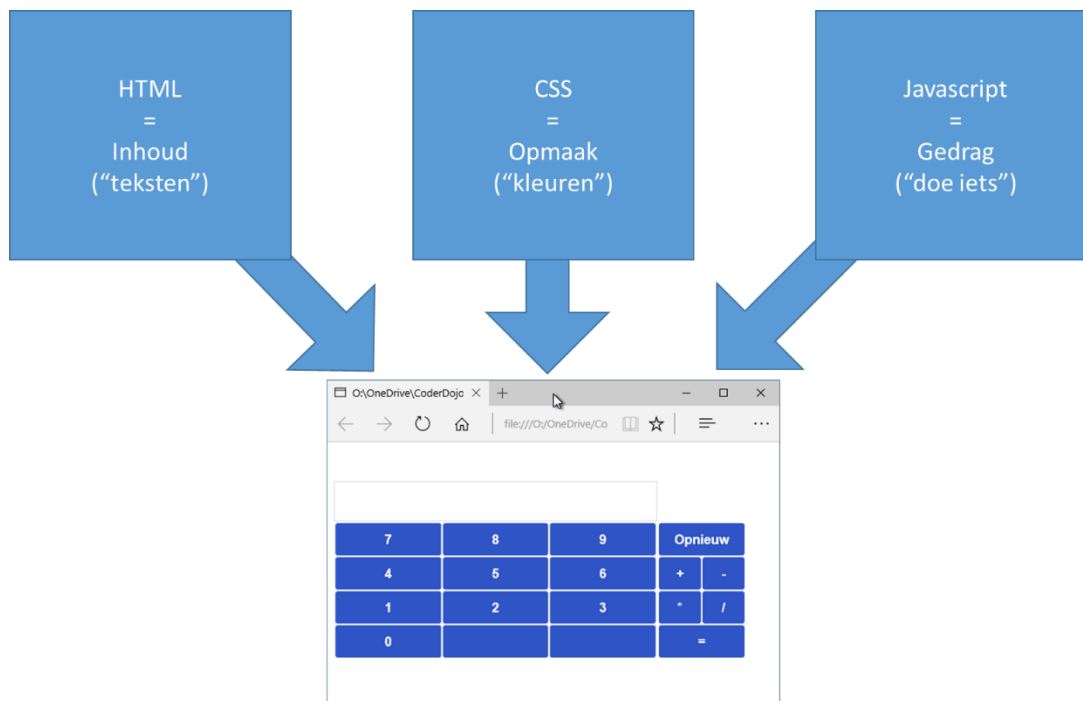 HTML
=
Inhoud
(“teksten”)
CSS
=
Opmaak
(“kleuren”)
Javascript
=
Gedrag
(“doe iets”)
O:\OneDrive\CoderDojc
file:///O:/OneDrive/Co
7 8 9 Opnieuw
4 5 6 + -
1 2 3 * /
0 =